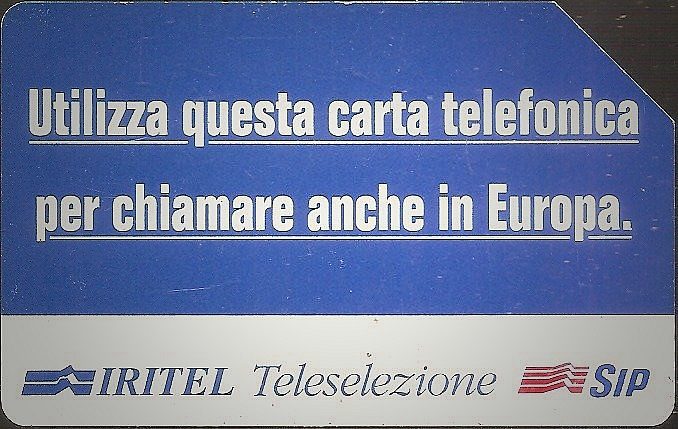 Utilizza questa carta telefonica
per chiamare anche in Europa.
IRITEL Teleselezione SIP